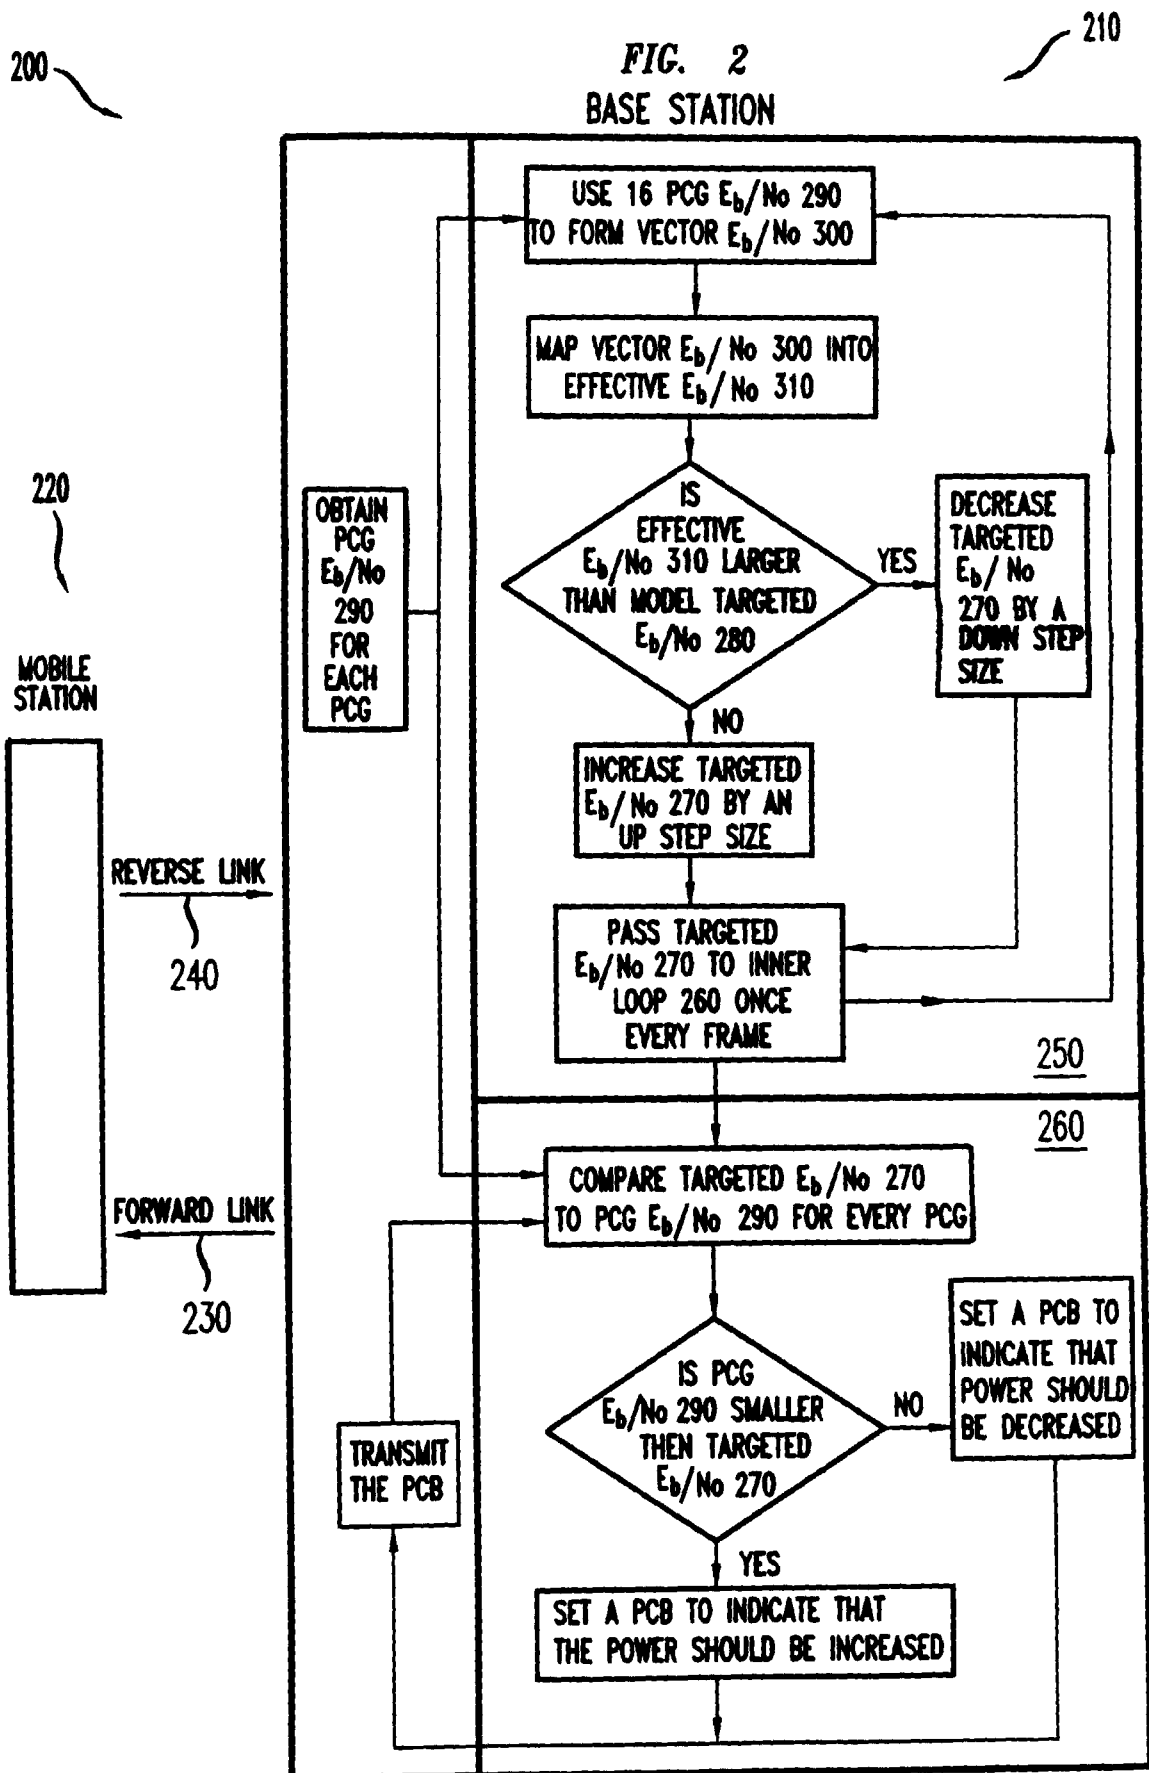 200
FIG. 2
210
BASE STATION
USE 16 PCG Eb/No 290
TO FORM VECTOR Eb/No 300
MAP VECTOR Eb/No 300 INTO
EFFECTIVE Eb/No 310
IS
EFFECTIVE
Eb/No 310 LARGER
THAN MODEL TARGETED
Eb/No 280
YES
DECREASE
TARGETED
Eb/No
270 BY A
DOWN STEP
SIZE
OBTAIN
PCG
Eb/No
290
FOR
EACH
PCG
220
MOBILE
STATION
NO
INCREASE TARGETED
Eb/No 270 BY AN
UP STEP SIZE
REVERSE LINK
240
PASS TARGETED
Eb/No 270 TO INNER
LOOP 260 ONCE
EVERY FRAME
250
260
COMPARE TARGETED Eb/No 270
TO PCG Eb/No 290 FOR EVERY PCG
FORWARD LINK
230
IS PCG
Eb/No 290 SMALLER
THEN TARGETED
Eb/No 270
NO
SET A PCB TO
INDICATE THAT
POWER SHOULD
BE DECREASED
TRANSMIT
THE PCB
YES
SET A PCB TO INDICATE THAT
THE POWER SHOULD BE INCREASED